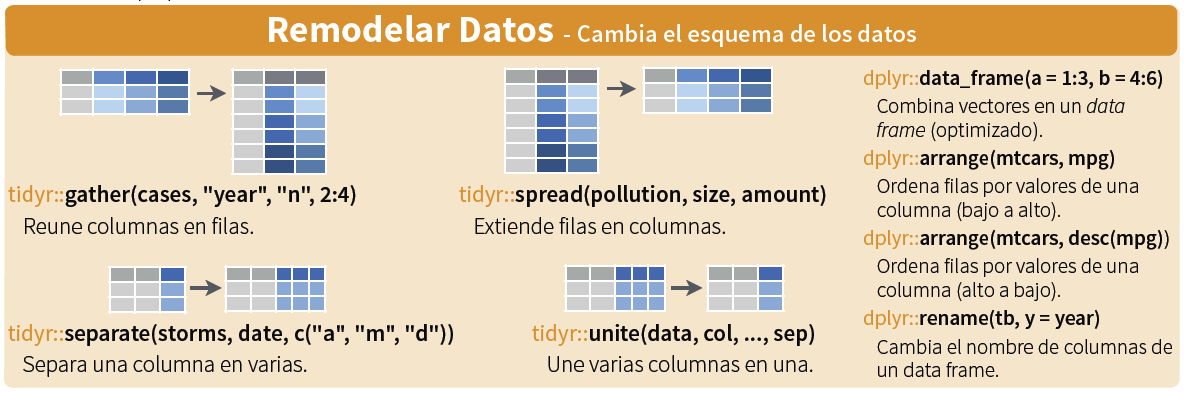 Remodelar Datos - Cambia el esquema de los datos
tidyr::gather(cases, "year", "n", 2:4)
Reune columnas en filas.
tidyr::spread(pollution, size, amount)
Extiende filas en columnas.
tidyr::separate(storms, date, c("a", "m", "d"))
Separa una columna en varias.
tidyr::unite(data, col, ..., sep)
Une varias columnas en una.
dplyr::data_frame(a = 1:3, b = 4:6)
Combina vectores en un data
frame (optimizado).
dplyr::arrange(mtcars, mpg)
Ordena filas por valores de una
columna (bajo a alto).
dplyr::arrange(mtcars, desc(mpg))
Ordena filas por valores de una
columna (alto a bajo).
dplyr::rename(tb, y = year)
Cambia el nombre de columnas de
un data frame.